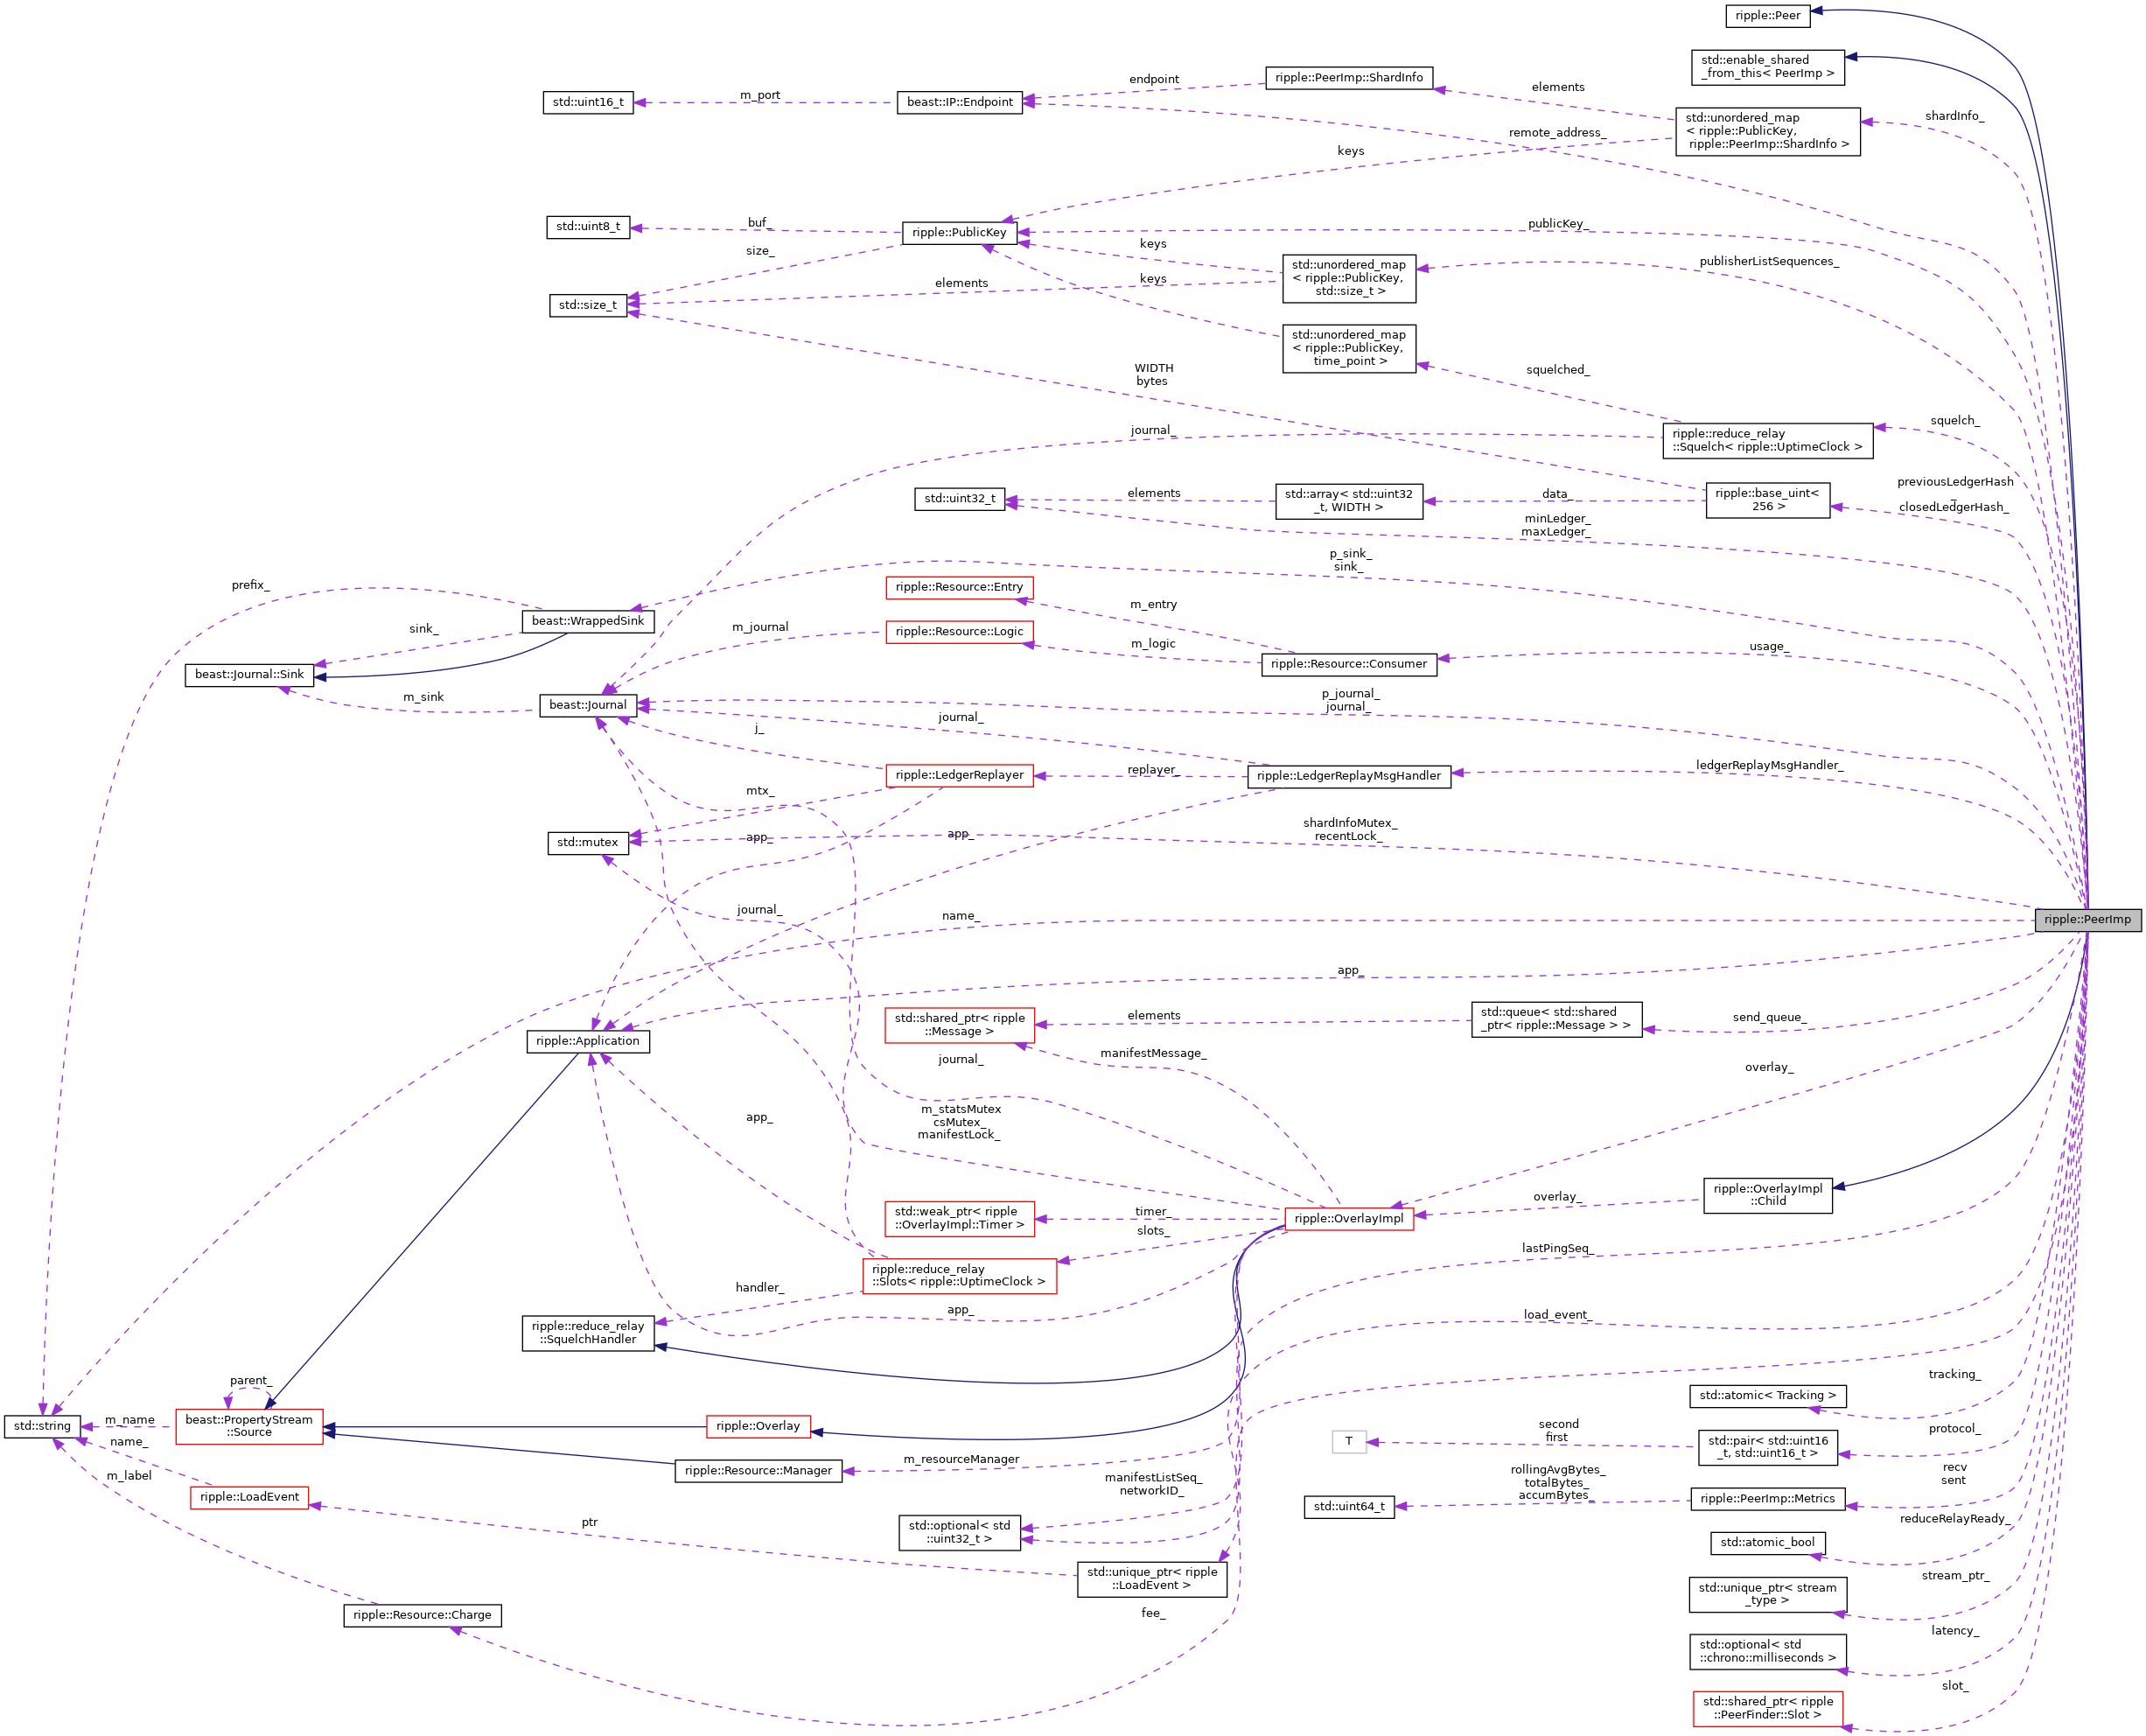 ripple::Peer
std::enable_shared
_from_this< PeerImp >
ripple::PeerImp::ShardInfo
endpoint
elements
m_port
std::uint16_t
beast::IP::Endpoint
std::unordered_map
< ripple::PublicKey,
ripple::PeerImp::ShardInfo >
shardInfo_
remote_address_
keys
std::uint8_t
buf_
ripple::PublicKey
publicKey_
size_
keys
std::unordered_map
< ripple::PublicKey,
std::size_t >
publisherListSequences_
elements
keys
std::size_t
std::unordered_map
< ripple::PublicKey,
time_point >
WIDTH
bytes
squelched_
journal_
ripple::reduce_relay
::Squelch< ripple::UptimeClock >
squelch_
std::uint32_t
elements
std::array< std::uint32
_t, WIDTH >
data_
ripple::base_uint<
256 >
previousLedgerHash
_
closedLedgerHash_
minLedger_
maxLedger_
p_sink_
sink_
prefix_
ripple::Resource::Entry
m_entry
beast::WrappedSink
sink_
m_journal
ripple::Resource::Logic
m_logic
ripple::Resource::Consumer
usage_
beast::Journal::Sink
m_sink
beast::Journal
p_journal_
journal_
journal_
j_
ripple::LedgerReplayer
replayer_
ripple::LedgerReplayMsgHandler
ledgerReplayMsgHandler_
mtx_
std::mutex
app_
app_
shardInfoMutex_
recentLock_
journal_
name_
ripple::PeerImp
app_
std::shared_ptr< ripple
::Message >
elements
std::queue< std::shared
_ptr< ripple::Message > >
send_queue_
ripple::Application
journal_
manifestMessage_
overlay_
app_
m_statsMutex
csMutex_
manifestLock_
ripple::OverlayImpl
::Child
overlay_
std::weak_ptr< ripple
::OverlayImpl::Timer >
timer_
ripple::OverlayImpl
slots_
lastPingSeq_
ripple::reduce_relay
::Slots< ripple::UptimeClock >
handler_
app_
load_event_
ripple::reduce_relay
::SquelchHandler
parent_
tracking_
std::atomic< Tracking >
std::string
m_name
beast::PropertyStream
::Source
ripple::Overlay
name_
second
first
T
std::pair< std::uint16
_t, std::uint16_t >
protocol_
m_label
ripple::Resource::Manager
m_resourceManager
manifestListSeq_
networkID_
rollingAvgBytes_
totalBytes_
accumBytes_
std::uint64_t
ripple::PeerImp::Metrics
recv
sent
ripple::LoadEvent
ptr
std::optional< std
::uint32_t >
reduceRelayReady_
std::atomic_bool
std::unique_ptr< ripple
::LoadEvent >
stream_ptr_
std::unique_ptr< stream
_type >
ripple::Resource::Charge
fee_
latency_
std::optional< std
::chrono::milliseconds >
slot_
std::shared_ptr< ripple
::PeerFinder::Slot >